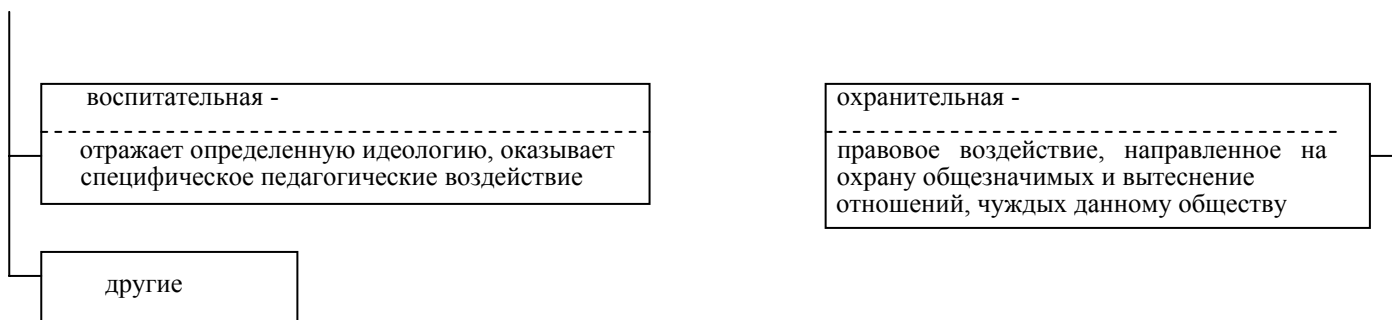 воспитательная -
отражает определенную идеологию, оказывает
специфическое педагогические воздействие
другие
охранительная -
правовое воздействие, направленное на
охрану общезначимых и вытеснение
отношений, чуждых данному обществу